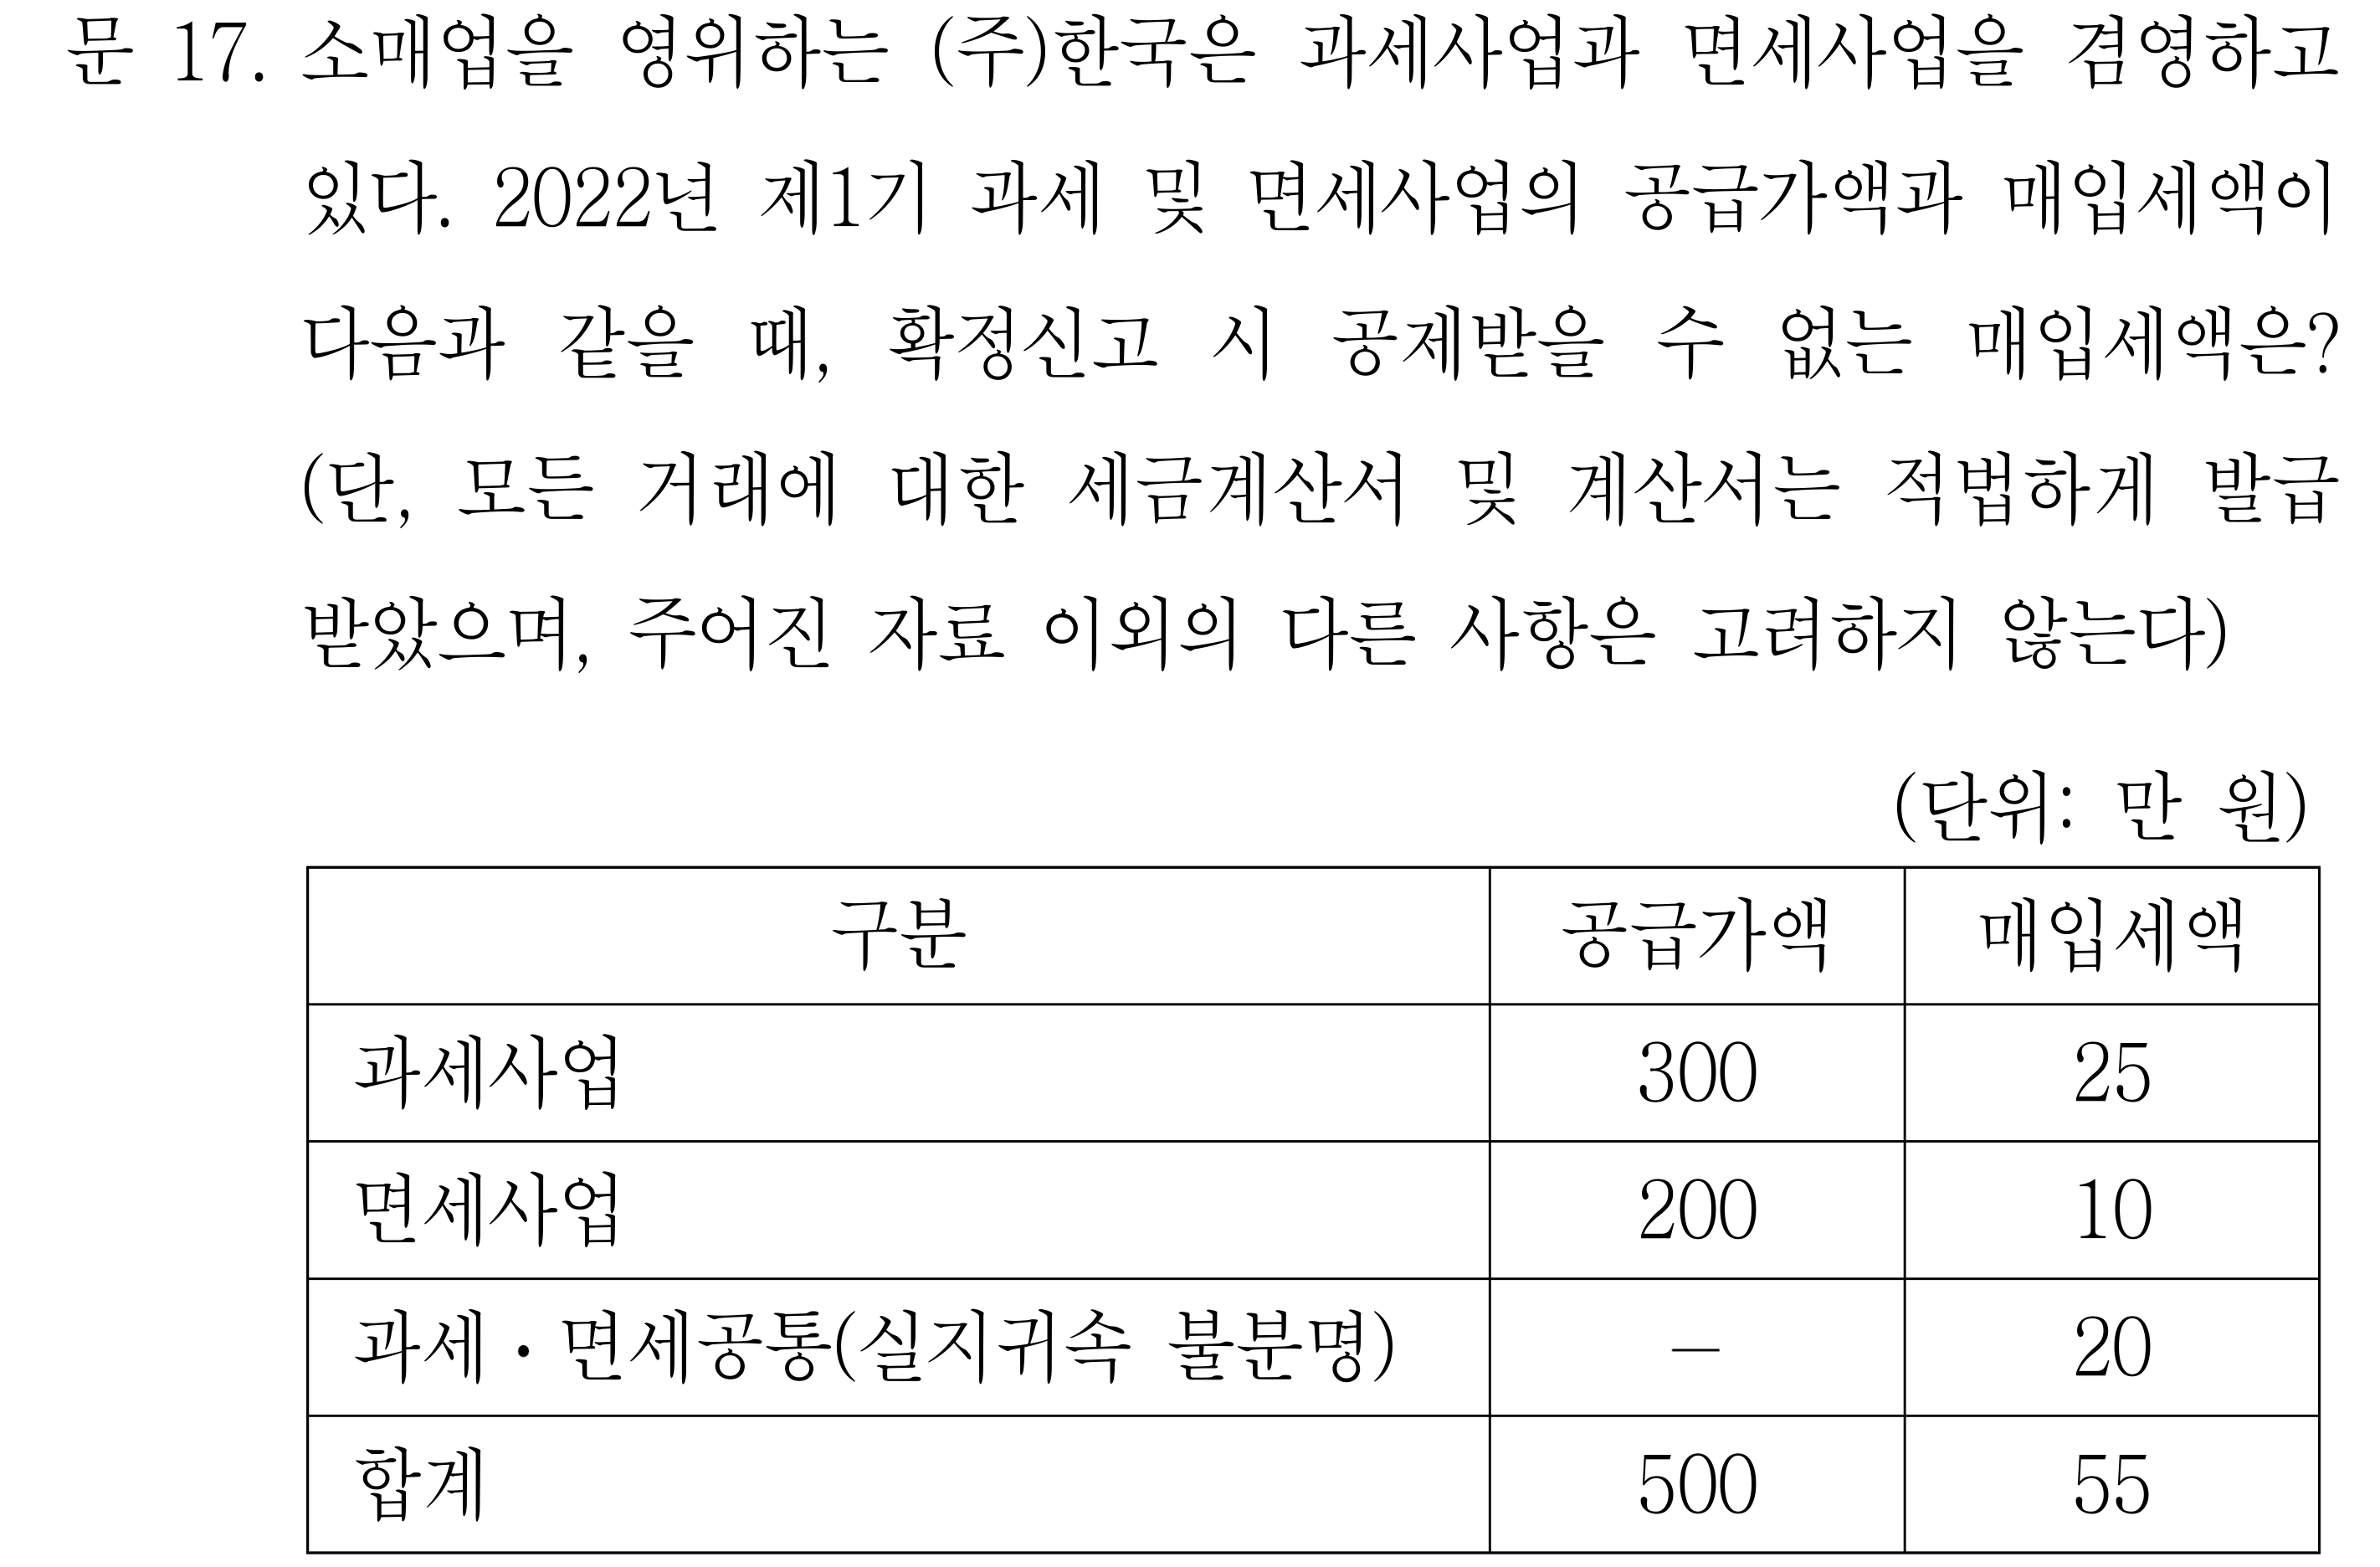 문 17. 소매업을 영위하는 (주)한국은 과세사업과 면세사업을 겸영하고
있다. 2022년 제1기 과세 및 면세사업의 공급가액과 매입세액이
다음과 같을 때, 확정신고 시 공제받을 수 없는 매입세액은?
(단, 모든 거래에 대한 세금계산서 및 계산서는 적법하게 발급
받았으며, 주어진 자료 이외의 다른 사항은 고려하지 않는다)
(단위: 만 원)
구분 공급가액 매입세액
과세사업 300 25
면세사업 200 10
과세·면세공통(실지귀속 불분명) － 20
합계 500 55